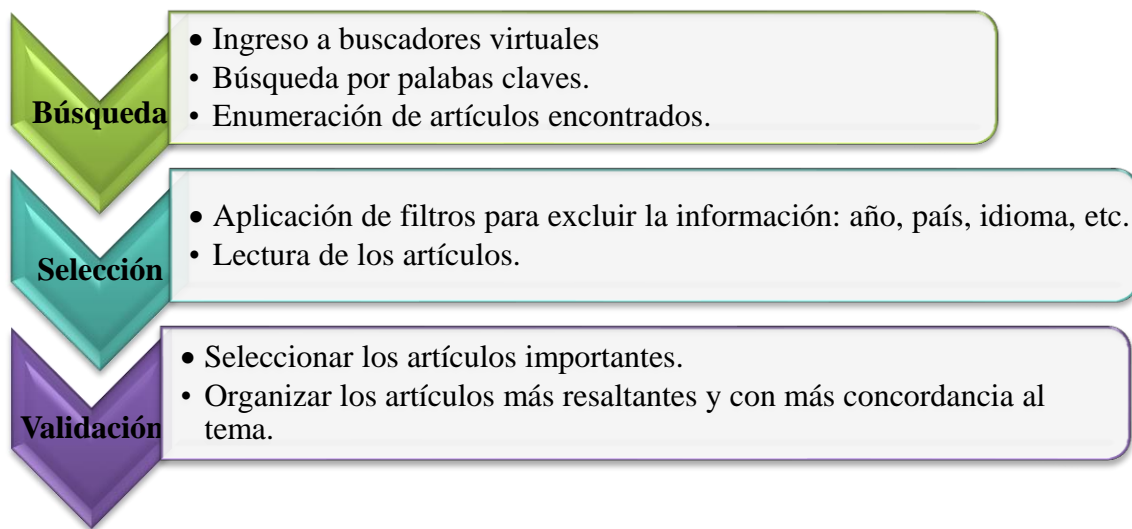 Búsqueda
• Ingreso a buscadores virtuales
• Búsqueda por palabas claves.
• Enumeración de artículos encontrados.
Selección
• Aplicación de filtros para excluir la información: año, país, idioma, etc.
• Lectura de los artículos.
Validación
• Seleccionar los artículos importantes.
• Organizar los artículos más resaltantes y con más concordancia al
tema.